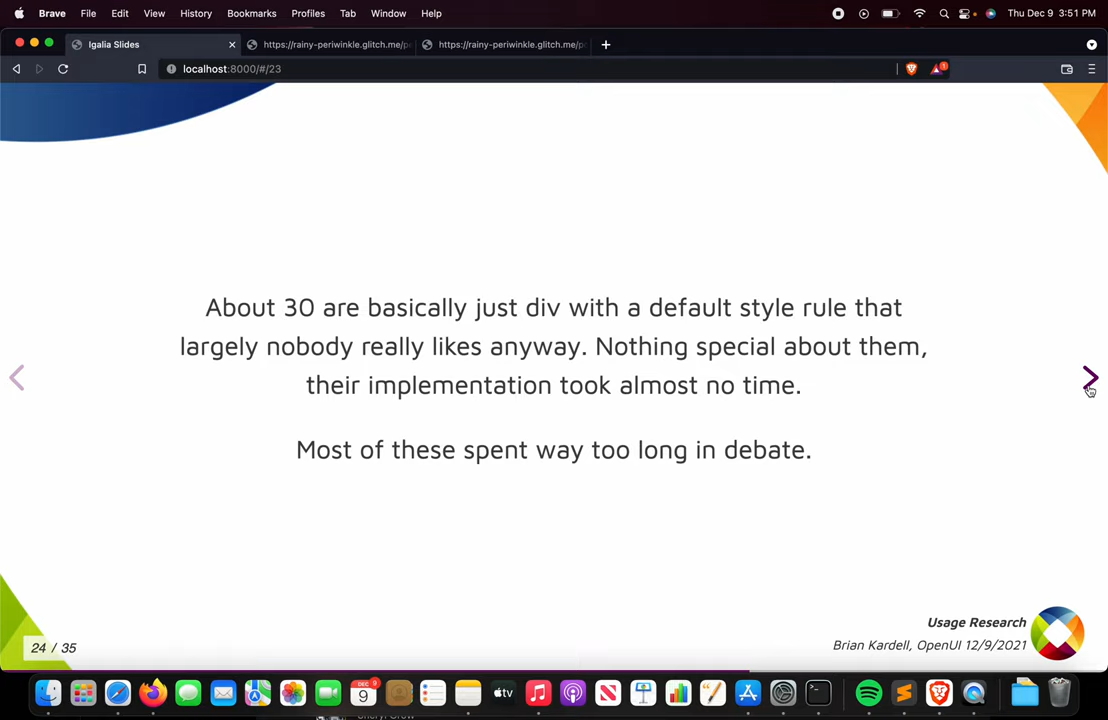 Brave File Edit View History Bookmarks Profiles Tab Window Help Thu Dec 9 3:51 PM
Igalia Slides https://rainy-periwinkle.glitch.me/p https://rainy-periwinkle.glitch.me/p
localhost:8000/#/23
About 30 are basically just div with a default style rule that
largely nobody really likes anyway. Nothing special about them,
their implementation took almost no time.
Most of these spent way too long in debate.
Usage Research
24 / 35
Brian Kardell, OpenUI 12/9/2021
DEC
9
tv